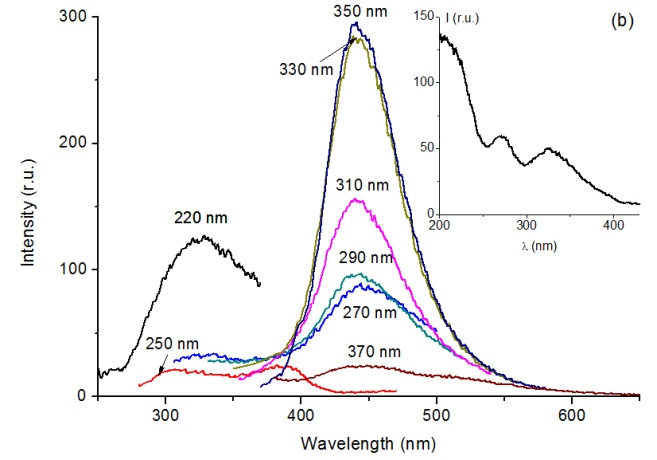 350 nm
(b)
I (r.u.)
150
100
50
0
200
300
400
λ (nm)
330 nm
310 nm
290 nm
270 nm
370 nm
220 nm
250 nm
300
200
100
0
Intensity (r.u.)
300
400
500
600
Wavelength (nm)